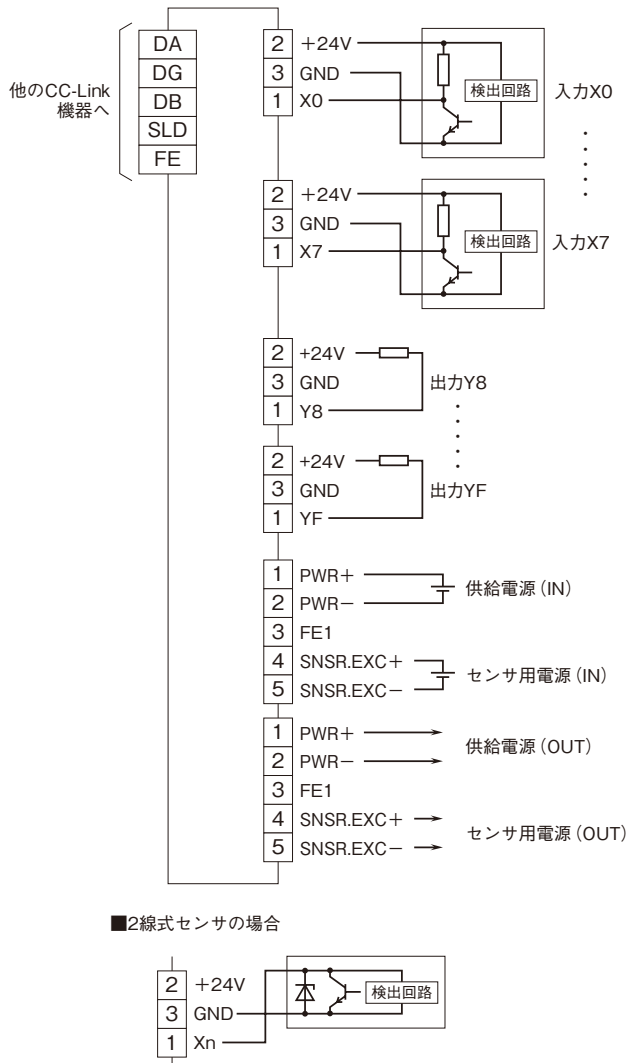 他のCC-Link
機器へ
DA
DG
DB
SLD
FE
2 +24V
3 GND
1 X0
検出回路
入力X0
2 +24V
3 GND
1 X7
検出回路
入力X7
2 +24V
3 GND
1 Y8
出力Y8
2 +24V
3 GND
1 YF
出力YF
1 PWR+
2 PWR−
供給電源(IN)
3 FE1
4 SNSR.EXC+
5 SNSR.EXC−
センサ用電源(IN)
1 PWR+
2 PWR−
供給電源(OUT)
3 FE1
4 SNSR.EXC+
5 SNSR.EXC−
センサ用電源(OUT)
■2線式センサの場合
2 +24V
3 GND
1 Xn
検出回路